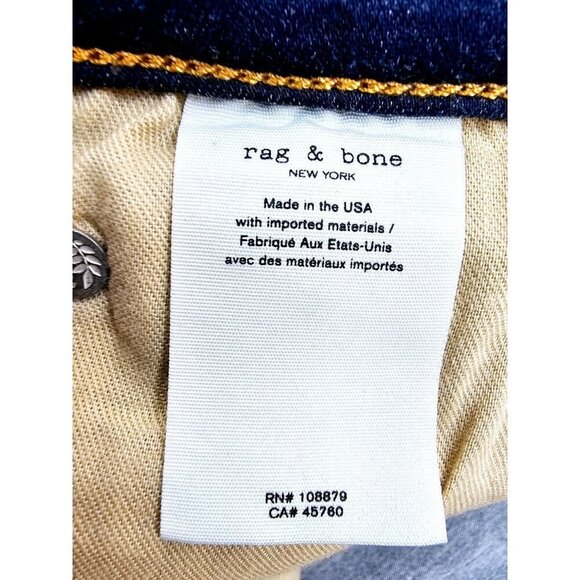 rag & bone
NEW YORK
Made in the USA
with imported materials /
Fabriqué Aux Etats-Unis
avec des matériaux importés
RN# 108879
CA# 45760